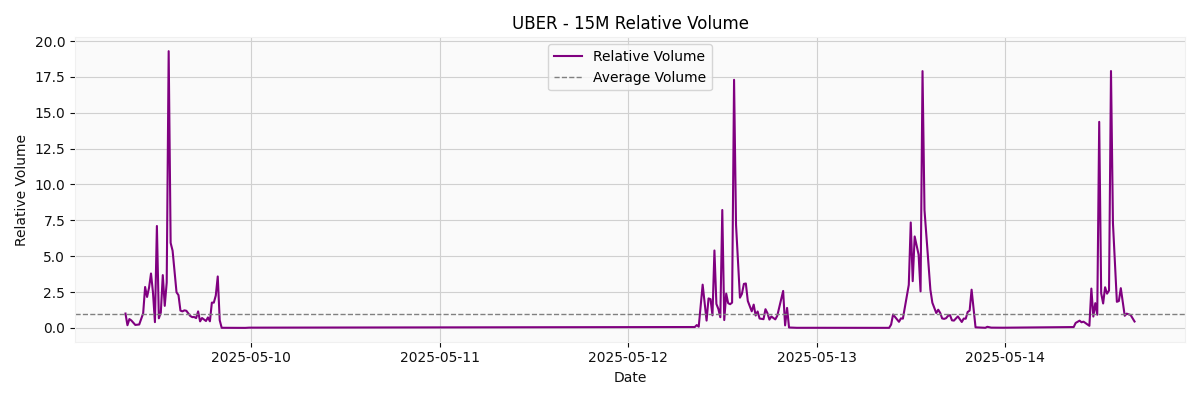 UBER - 15M Relative Volume
Relative Volume
Average Volume
Relative Volume
20.0
17.5
15.0
12.5
10.0
7.5
5.0
2.5
0.0
2025-05-10
2025-05-11
2025-05-12
2025-05-13
2025-05-14
Date